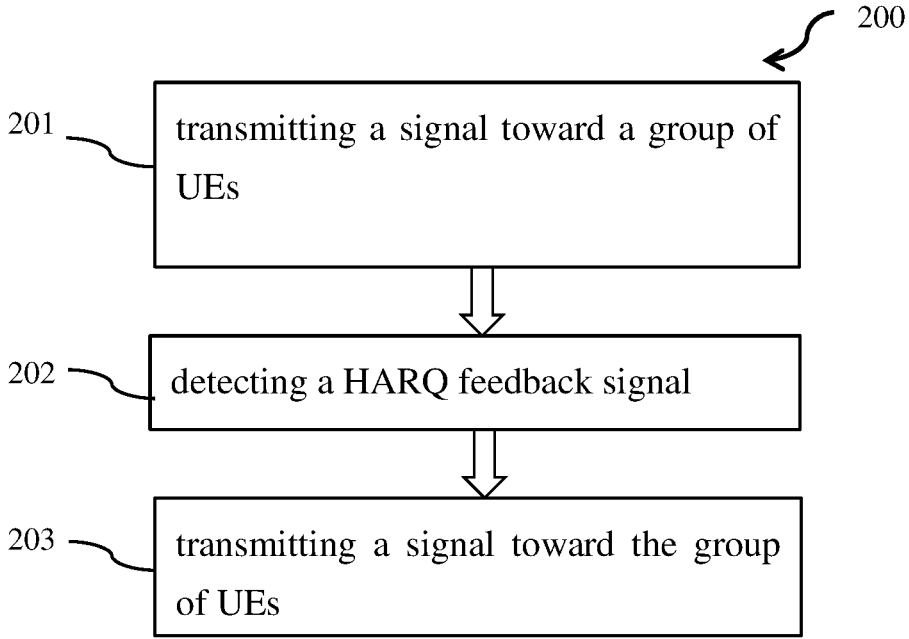 200
201
transmitting a signal toward a group of
UEs
202
detecting a HARQ feedback signal
203
transmitting a signal toward the group
of UEs